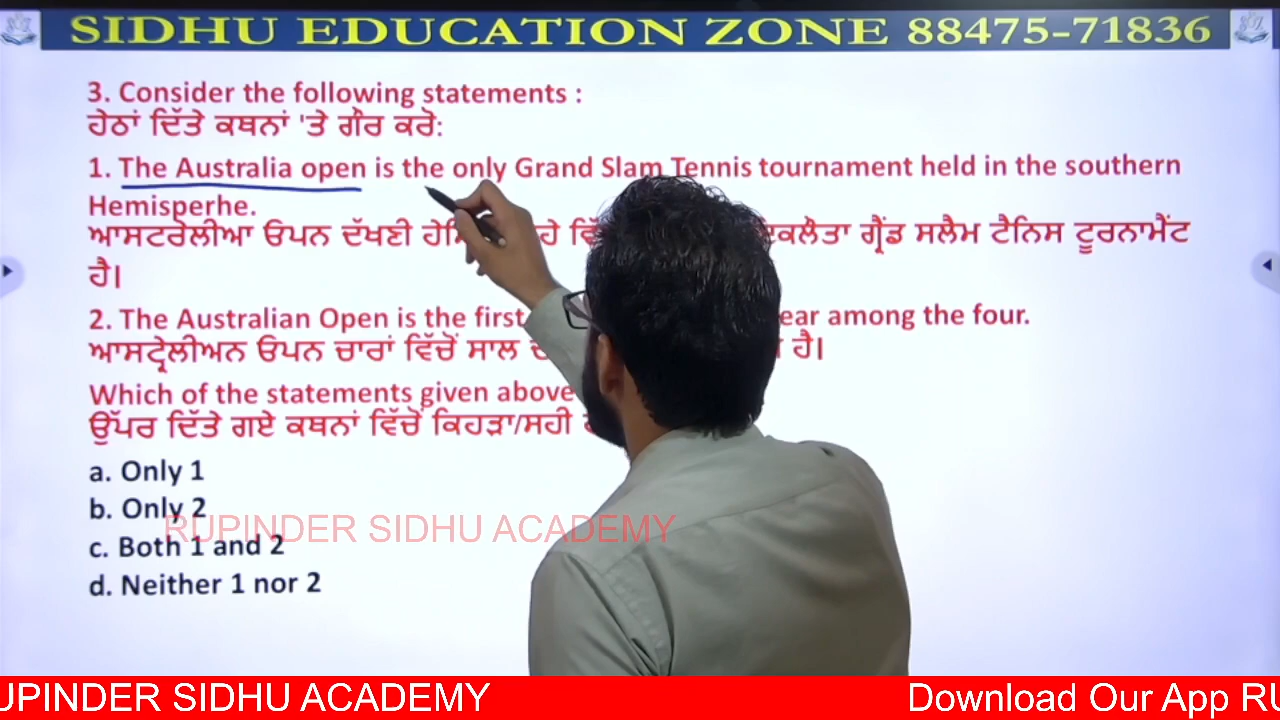 SIDHU EDUCATION ZONE 88475-71836
3. Consider the following statements :
ਹੇਠਾਂ ਦਿੱਤੇ ਕਥਨਾਂ 'ਤੇ ਗੌਰ ਕਰੋ:
1. The Australia open is the only Grand Slam Tennis tournament held in the southern
Hemisperhe.
ਆਸਟਰੇਲੀਆ ਓਪਨ ਦੱਖਣੀ ਗ੍ਰੈਂਡ ਸਲੈਮ ਟੈਨਿਸ ਟੂਰਨਾਮੈਂਟ
ਹੈ।
2. The Australian Open is the first among the four.
ਆਸਟ੍ਰੇਲੀਅਨ ਓਪਨ ਚਾਰਾਂ ਵਿੱਚੋਂ ਸਾਲ ਹੈ।
Which of the statements given above
ਉੱਪਰ ਦਿੱਤੇ ਗਏ ਕਥਨਾਂ ਵਿੱਚੋਂ ਕਿਹੜਾ/ਸਹੀ
a. Only 1
b. Only 2
RUPINDER SIDHU ACADEMY
c. Both 1 and 2
d. Neither 1 nor 2
UPINDER SIDHU ACADEMY Download Our App RU